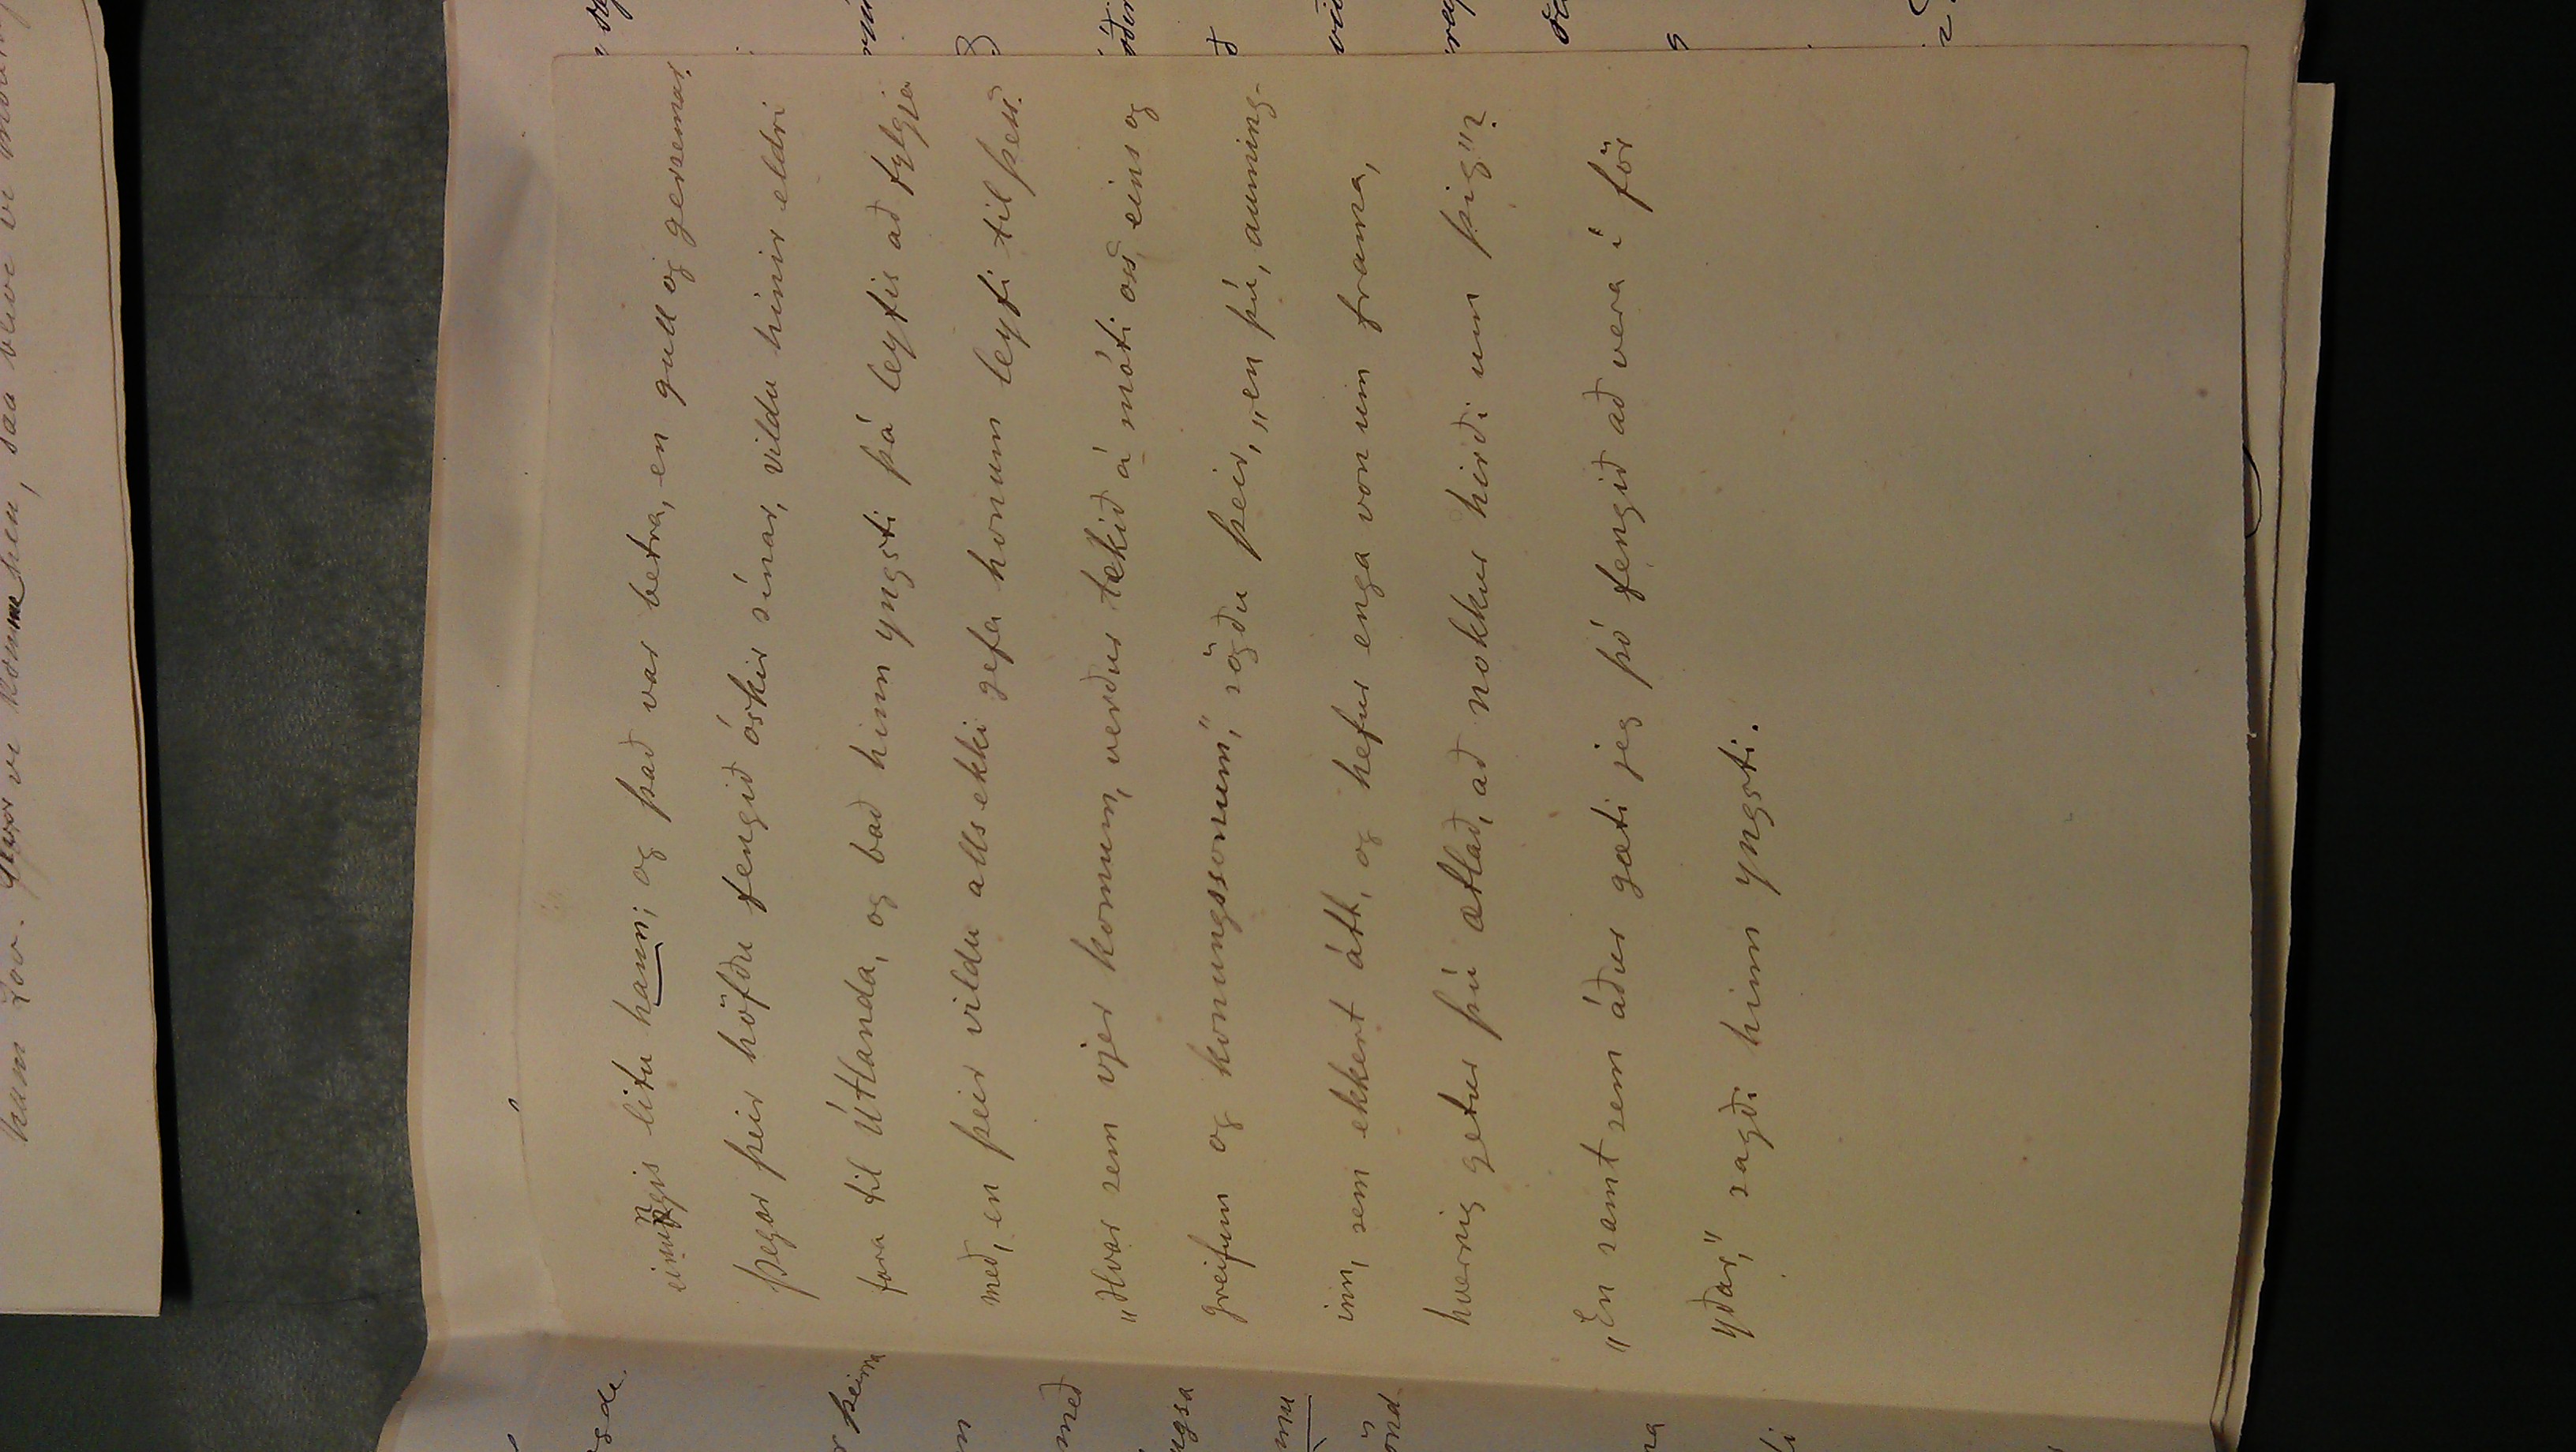 einnegis litu hann; og það var betra, en gull og gersemar.
Þegar þeir höfðu fengið óskir sínar, vildu hinir eldri
fara til Útlanda, og bað hinn yngsti þá leyfis að fylgja
með, en þeir vildu alls ekki gefa honum leyfi til þess.
„Hvar sem vjer komum, verður tekið á móti oss, eins og
greifum og konungssonum," sögðu þeir, „en þú, auming-
inn, sem ekkert átt, og hefur enga von um frama,
hvernig getur þú ætlað, að nokkur hirði um þig"?
„En samt sem áður gæti jeg þó fengið að vera í för
yðar," sagði hinn yngsti.